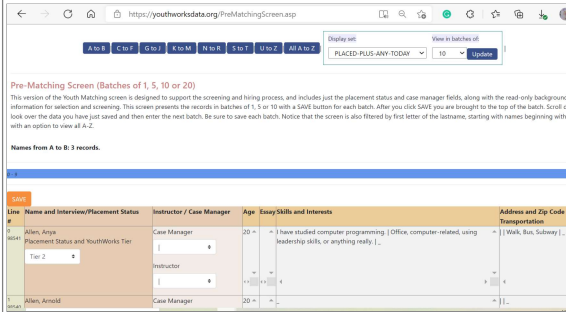 https://youthworksdata.org/PreMatchingScreen.asp
A to B C to F G to J K to M N to R S to T U to Z All A to Z
Display set: View in batches of:
PLACED-PLUS-ANY-TODAY 10 Update
Pre-Matching Screen (Batches of 1, 5, 10 or 20)
This version of the Youth Matching screen is designed to support the screening and hiring process, and includes just the placement status and case manager fields, along with the read-only background
information for selection and screening. This screen presents the records in batches of 1, 5 or 10 with a SAVE button for each batch. After you click SAVE you are brought to the top of the batch. Scroll
look over the data you have just saved and then enter the next batch. Be sure to save each batch. Notice that the screen is also filtered by first letter of the lastname, starting with names beginning with
with an option to view all A-Z.
Names from A to B: 3 records.
SAVE
Line # Name and Interview/Placement Status Instructor / Case Manager Age Essay Skills and Interests Address and Zip Code Transportation
0 Allen, Anya Case Manager 20 I have studied computer programming. | Office, computer-related, using | | Walk, Bus, Subway | _
Placement Status and YouthWorks Tier | leadership skills, or anything really. | _
Tier 2
Instructor
|
1 Allen, Arnold Case Manager 20 _ | | _